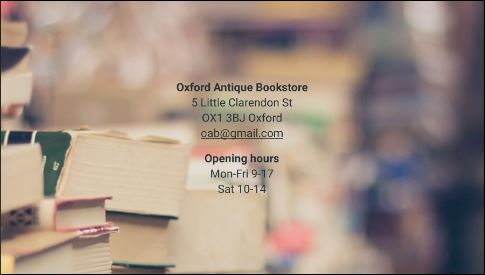 Oxford Antique Bookstore
5 Little Clarendon St
OX1 3BJ Oxford
oab@gmail.com
Opening hours
Mon-Fri 9-17
Sat 10-14